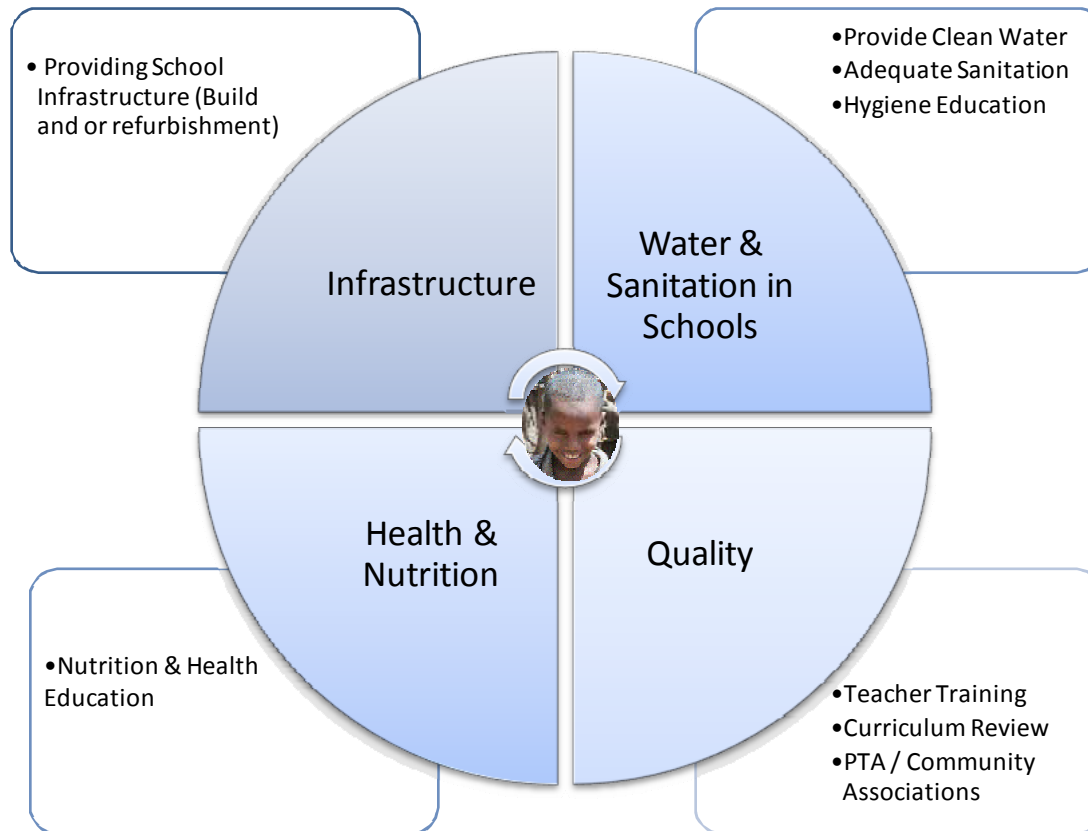 • Providing School
Infrastructure (Build
and or refurbishment)
•Provide Clean Water
•Adequate Sanitation
•Hygiene Education
Infrastructure
Water &
Sanitation in
Schools
Health &
Nutrition
Quality
•Nutrition & Health
Education
•Teacher Training
•Curriculum Review
•PTA / Community
Associations